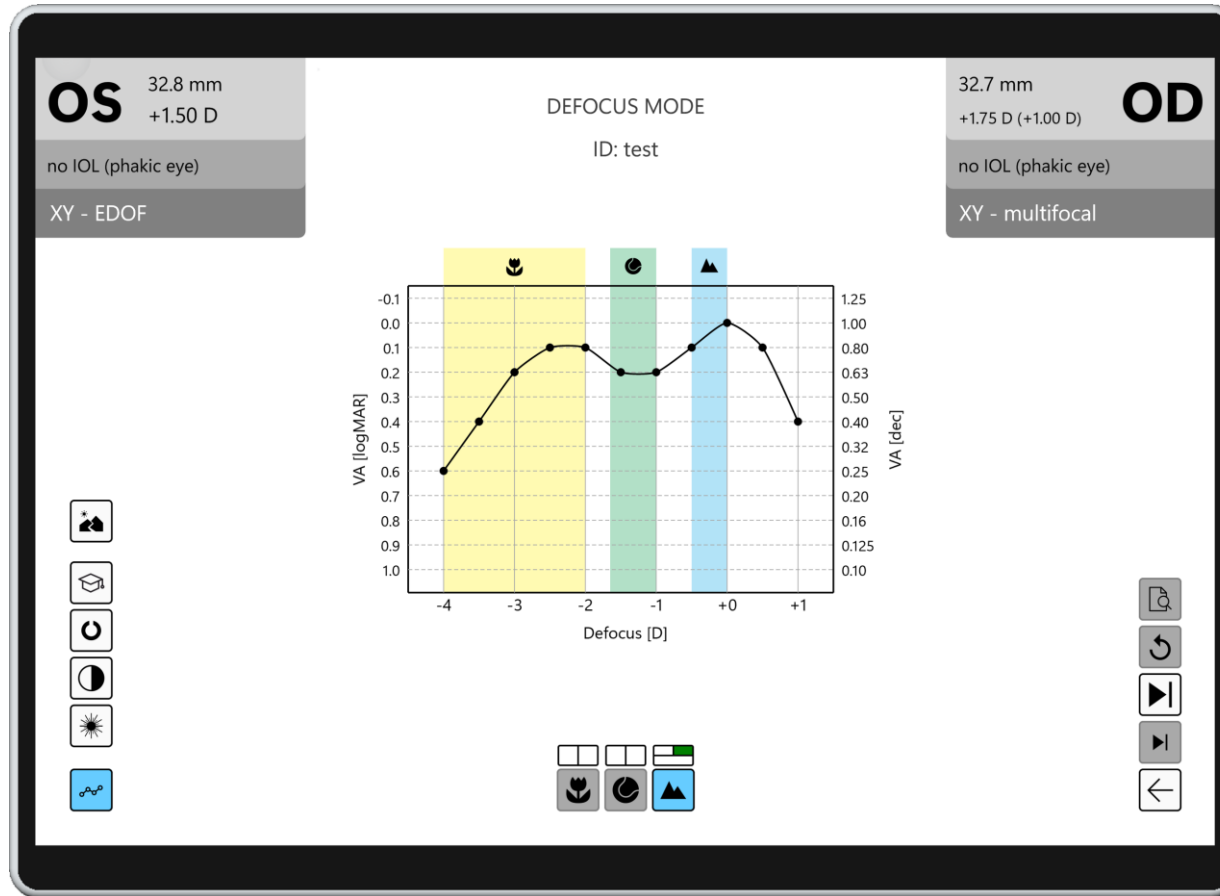 OS
32.8 mm
+1.50 D
no IOL (phakic eye)
XY - EDOF
DEFOCUS MODE
ID: test
32.7 mm
+1.75 D (+1.00 D)
OD
no IOL (phakic eye)
XY - multifocal
-0.1
0.0
0.1
0.2
0.3
0.4
0.5
0.6
0.7
0.8
0.9
1.0
VA [logMAR]
1.25
1.00
0.80
0.63
0.50
0.40
0.32
0.25
0.20
0.16
0.125
0.10
VA [dec]
-4 -3 -2 -1 +0 +1
Defocus [D]